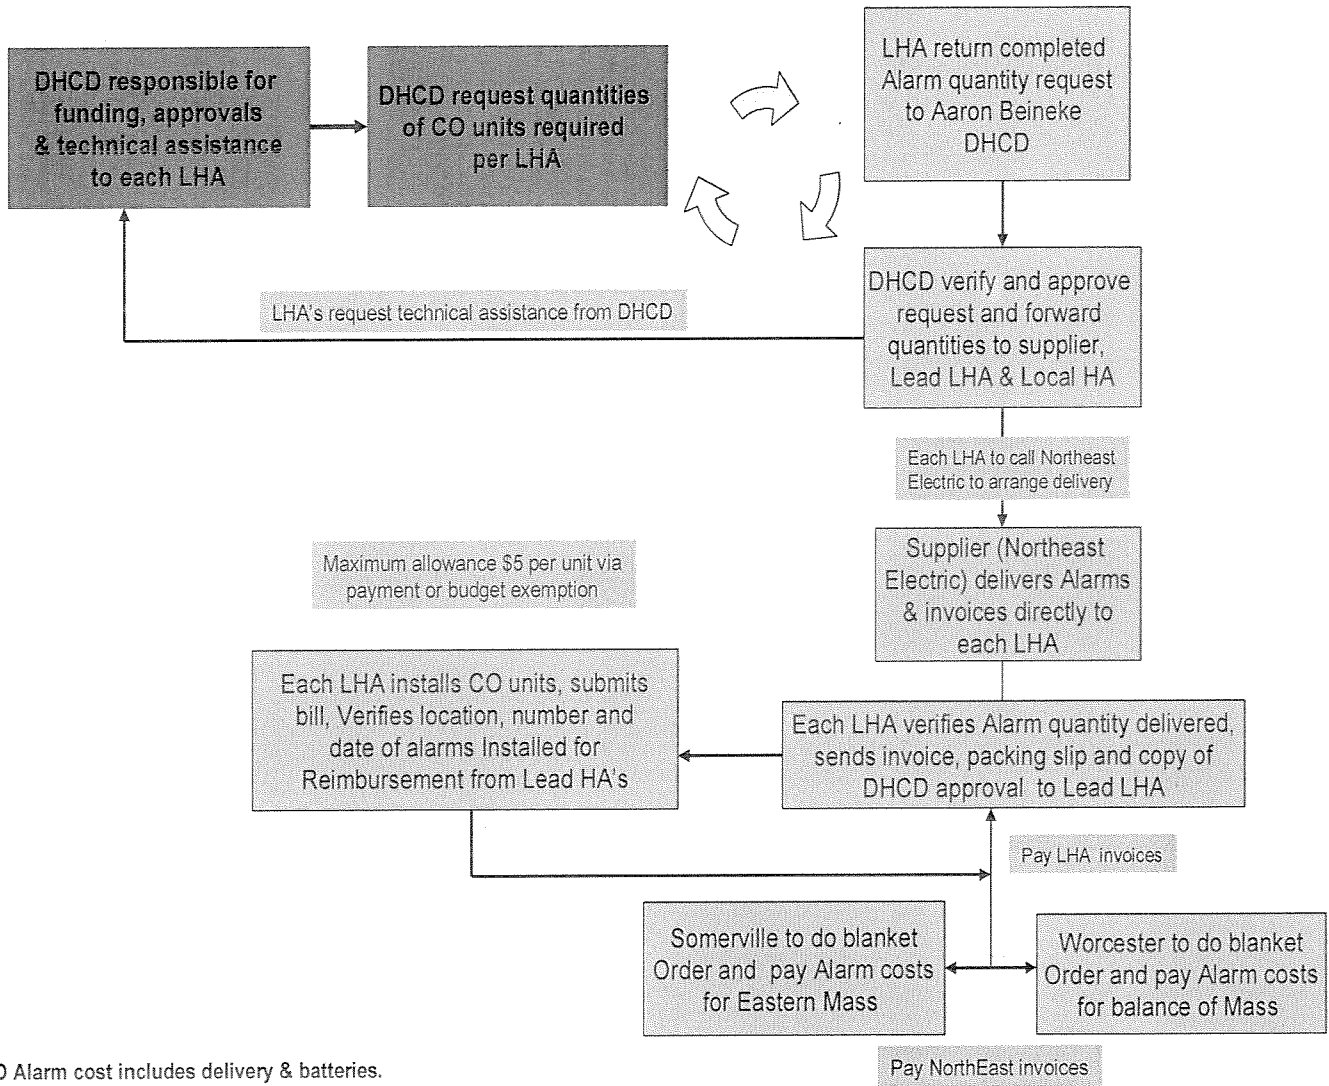 DHCD responsible for
funding, approvals
& technical assistance
to each LHA
DHCD request quantities
of CO units required
per LHA
LHA return completed
Alarm quantity request
to Aaron Beineke
DHCD
DHCD verify and approve
request and forward
quantities to supplier,
Lead LHA & Local HA
LHA's request technical assistance from DHCD
Each LHA to call Northeast
Electric to arrange delivery
Supplier (Northeast
Electric) delivers Alarms
& invoices directly to
each LHA
Maximum allowance $5 per unit via
payment or budget exemption
Each LHA installs CO units, submits
bill, Verifies location, number and
date of alarms Installed for
Reimbursement from Lead HA's
Each LHA verifies Alarm quantity delivered,
sends invoice, packing slip and copy of
DHCD approval to Lead LHA
Pay LHA invoices
Somerville to do blanket
Order and pay Alarm costs
for Eastern Mass
Worcester to do blanket
Order and pay Alarm costs
for balance of Mass
Pay NorthEast invoices
Alarm cost includes delivery & batteries.